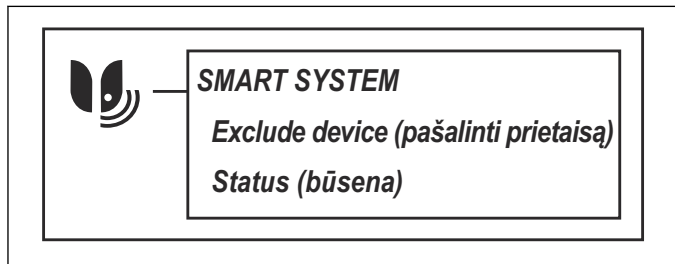 SMART SYSTEM
Exclude device (pašalinti prietaisą)
Status (būsena)